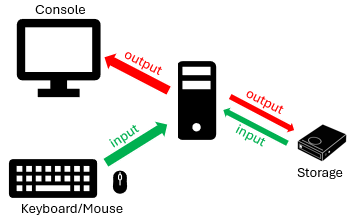 Console
output
output
input
input
Storage
Keyboard/Mouse